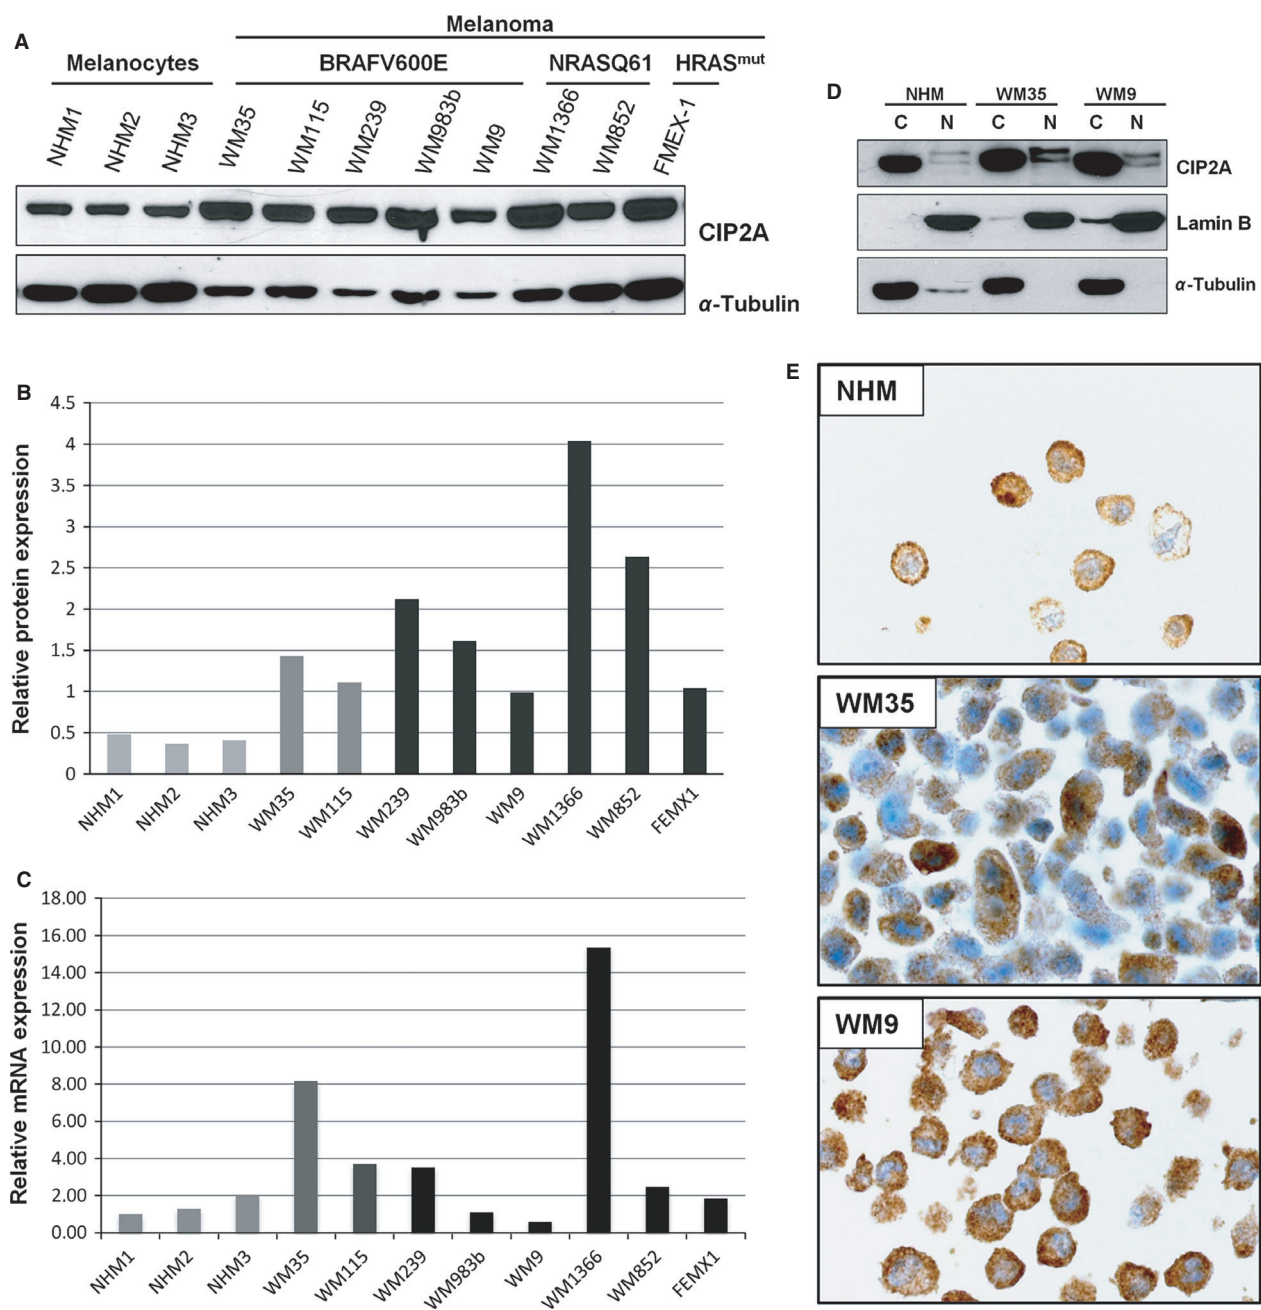 A
Melanoma
Melanocytes BRAFV600E NRASQ61 HRASmut
NHM1 NHM2 NHM3 WM35 WM115 WM239 WM983b WM9 WM1366 WM852 FMEX-1
CIP2A
α-Tubulin
B
Relative protein expression
4.5
4
3.5
3
2.5
2
1.5
1
0.5
0
NHM1 NHM2 NHM3 WM35 WM115 WM239 WM983b WM9 WM1366 WM852 FEMX1
C
Relative mRNA expression
18.00
16.00
14.00
12.00
10.00
8.00
6.00
4.00
2.00
0.00
NHM1 NHM2 NHM3 WM35 WM115 WM239 WM983b WM9 WM1366 WM852 FEMX1
D
NHM WM35 WM9
C N C N C N
CIP2A
Lamin B
α-Tubulin
E
NHM
WM35
WM9